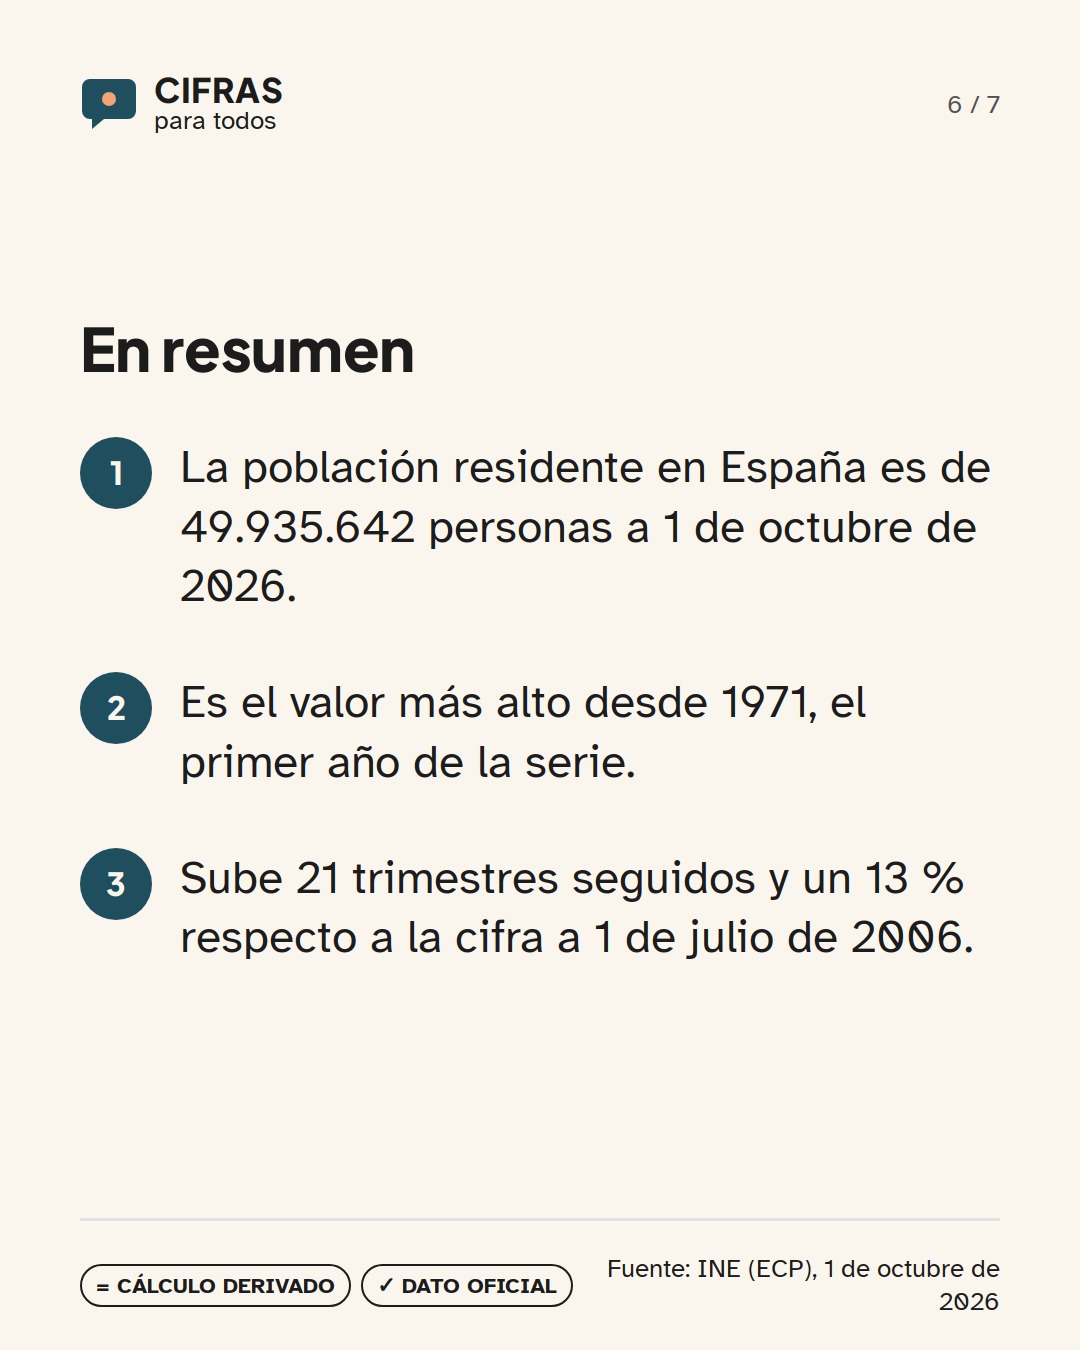 CIFRAS
para todos
6 / 7
En resumen
1
La población residente en España es de
49.935.642 personas a 1 de octubre de
2026.
2
Es el valor más alto desde 1971, el
primer año de la serie.
3
Sube 21 trimestres seguidos y un 13 %
respecto a la cifra a 1 de julio de 2006.
= CÁLCULO DERIVADO
✓ DATO OFICIAL
Fuente: INE (ECP), 1 de octubre de
2026